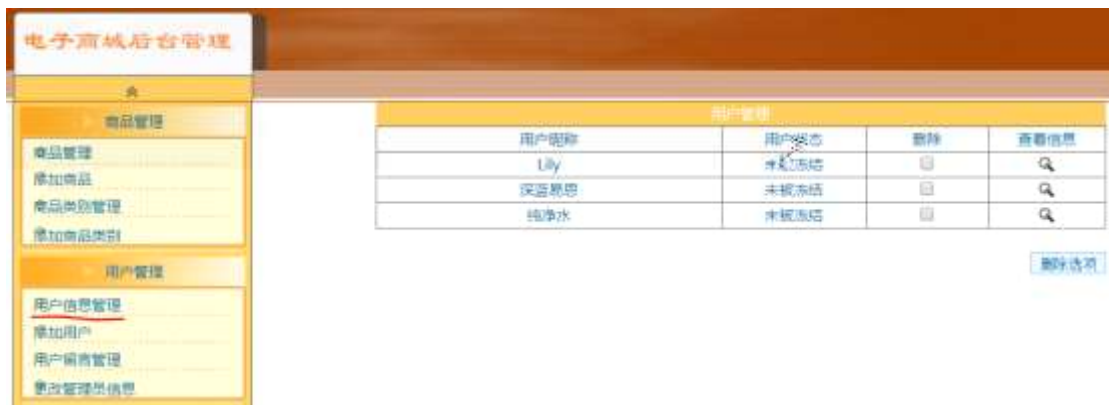 电子商城后台管理
商品管理
商品管理
添加商品
商品类别管理
添加商品类别
用户管理
用户信息管理
添加用户
用户留言管理
更改管理员信息
用户管理
用户昵称 用户状态 删除 查看信息
Lily 未被冻结
深蓝易思 未被冻结
纯净水 未被冻结
删除选项